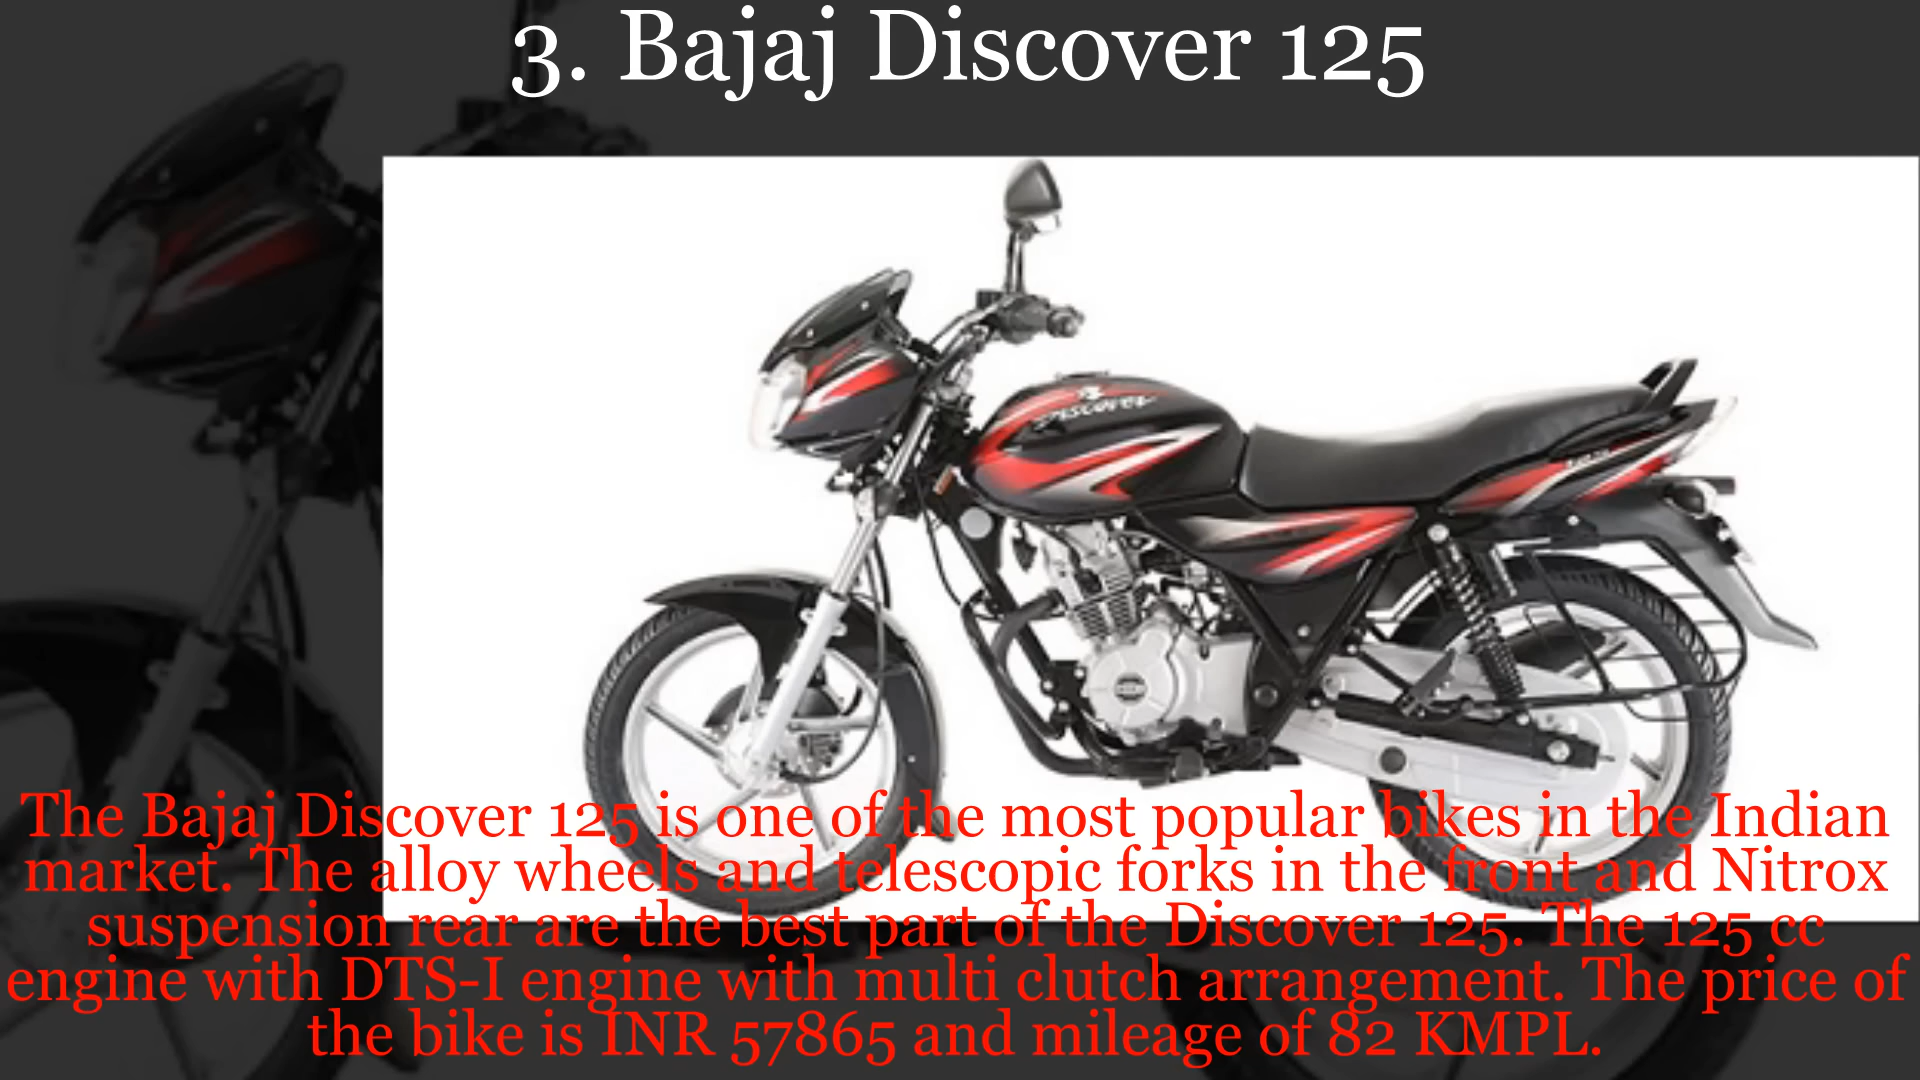 3. Bajaj Discover 125
Discover
The Bajaj Discover 125 is one of the most popular bikes in the Indian
market. The alloy wheels and telescopic forks in the front and Nitrox
suspension rear are the best part of the Discover 125. The 125 cc
engine with DTS-I engine with multi clutch arrangement. The price of
the bike is INR 57865 and mileage of 82 KMPL.